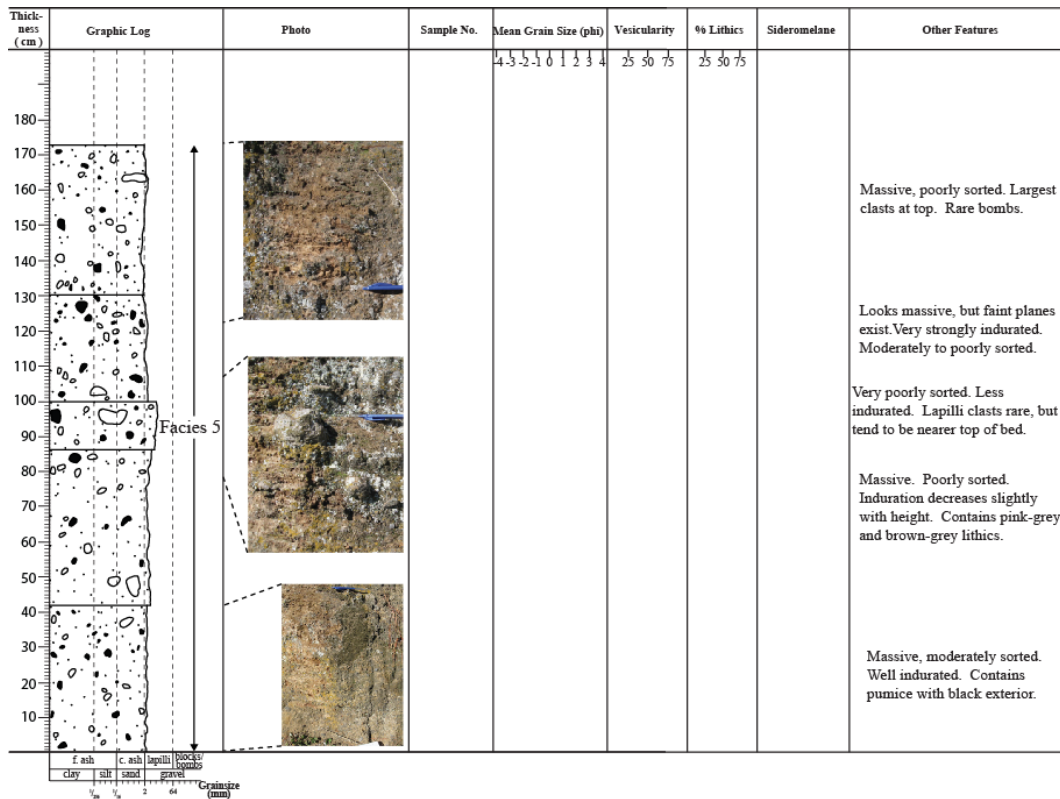 Thick-
ness
( cm )
Graphic Log
Photo
Sample No.
Mean Grain Size (phi)
Vesicularity
% Lithics
Sideromelane
Other Features
-4 -3 -2 -1 0 1 2 3 4
25 50 75
25 50 75
180
170
160
150
140
130
120
110
100
90
80
70
60
50
40
30
20
10
Facies 5
Massive, poorly sorted. Largest
clasts at top. Rare bombs.
Looks massive, but faint planes
exist.Very strongly indurated.
Moderately to poorly sorted.
Very poorly sorted. Less
indurated. Lapilli clasts rare, but
tend to be nearer top of bed.
Massive. Poorly sorted.
Induration decreases slightly
with height. Contains pink-grey
and brown-grey lithics.
Massive, moderately sorted.
Well indurated. Contains
pumice with black exterior.
f. ash
c. ash
lapilli
blocks/
bombs
clay
silt
sand
gravel
2
64
Grainsize
(mm)